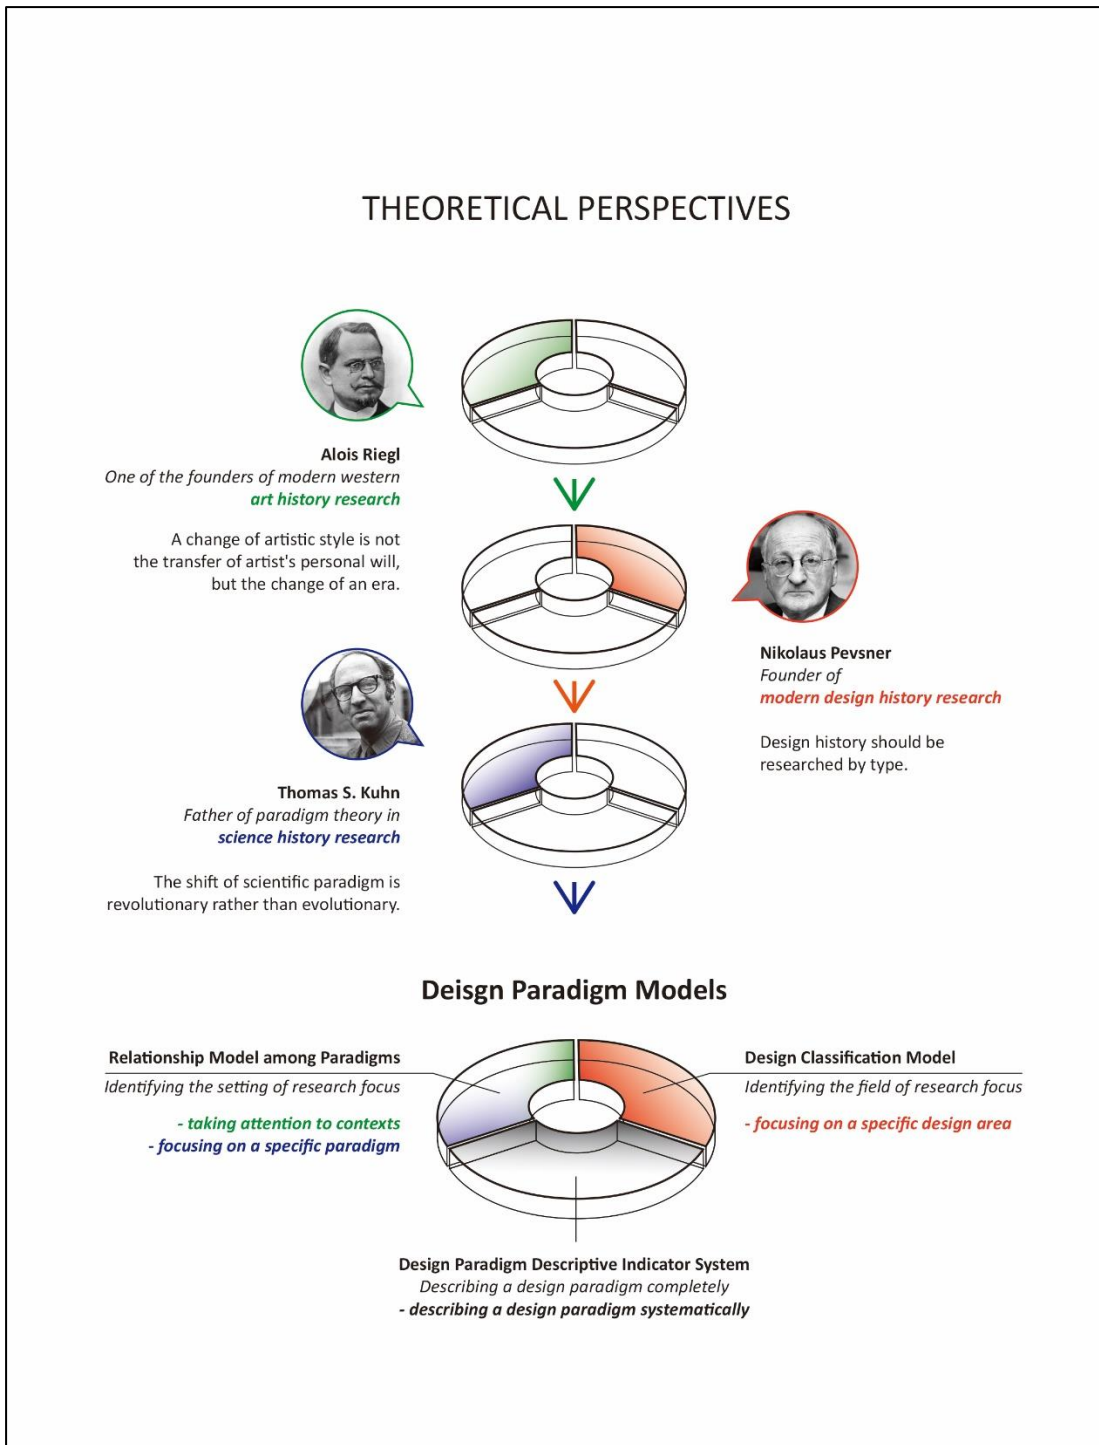 THEORETICAL PERSPECTIVES
Alois Riegl
One of the founders of modern western
art history research
A change of artistic style is not
the transfer of artist's personal will,
but the change of an era.
Nikolaus Pevsner
Founder of
modern design history research
Design history should be
researched by type.
Thomas S. Kuhn
Father of paradigm theory in
science history research
The shift of scientific paradigm is
revolutionary rather than evolutionary.
Deisgn Paradigm Models
Relationship Model among Paradigms
Identifying the setting of research focus
- taking attention to contexts
- focusing on a specific paradigm
Design Classification Model
Identifying the field of research focus
- focusing on a specific design area
Design Paradigm Descriptive Indicator System
Describing a design paradigm completely
- describing a design paradigm systematically